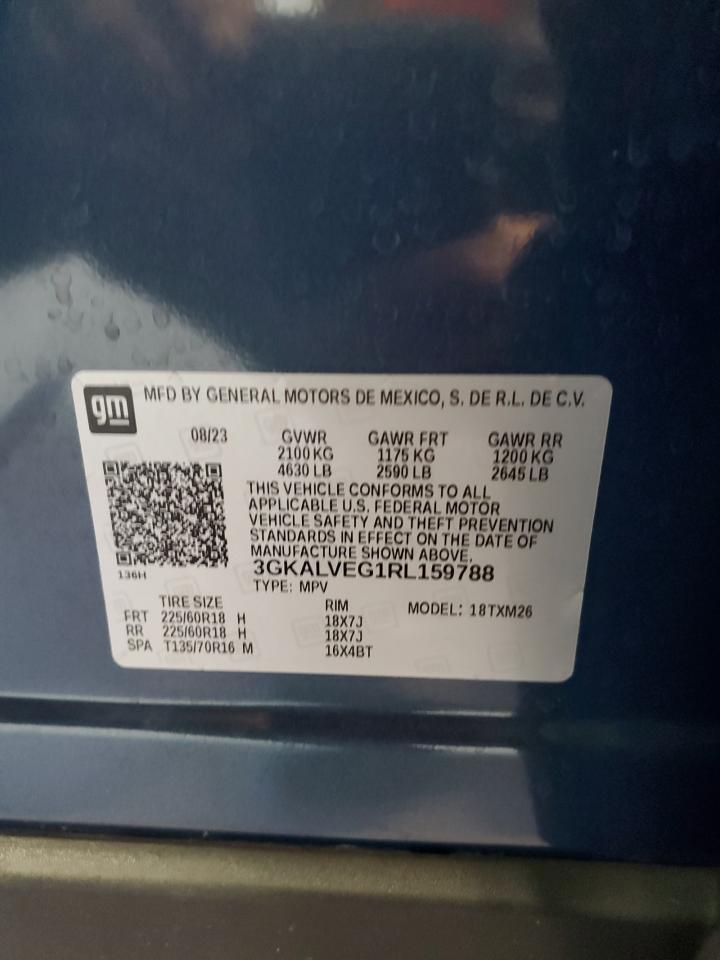 gm
MFD BY GENERAL MOTORS DE MEXICO, S. DE R.L. DE C.V.
08/23 GVWR GAWR FRT GAWR RR
2100 KG 1175 KG 1200 KG
4630 LB 2590 LB 2645 LB
THIS VEHICLE CONFORMS TO ALL
APPLICABLE U.S. FEDERAL MOTOR
VEHICLE SAFETY AND THEFT PREVENTION
STANDARDS IN EFFECT ON THE DATE OF
MANUFACTURE SHOWN ABOVE.
136H
3GKALVEG1RL159788
TYPE: MPV
TIRE SIZE RIM MODEL: 18TXM26
FRT 225/60R18 H 18X7J
RR 225/60R18 H 18X7J
SPA T135/70R16 M 16X4BT